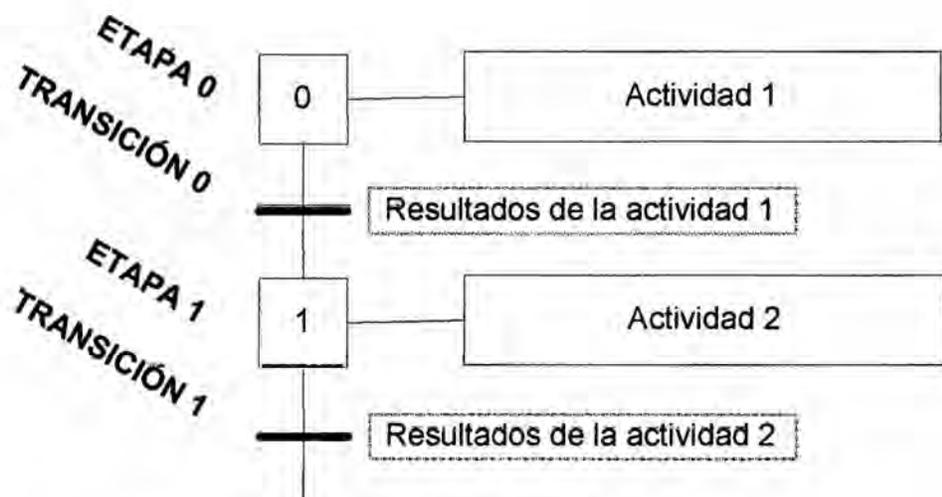 ETAPA 0
0
Actividad 1
TRANSICIÓN 0
Resultados de la actividad 1
ETAPA 1
1
Actividad 2
TRANSICIÓN 1
Resultados de la actividad 2